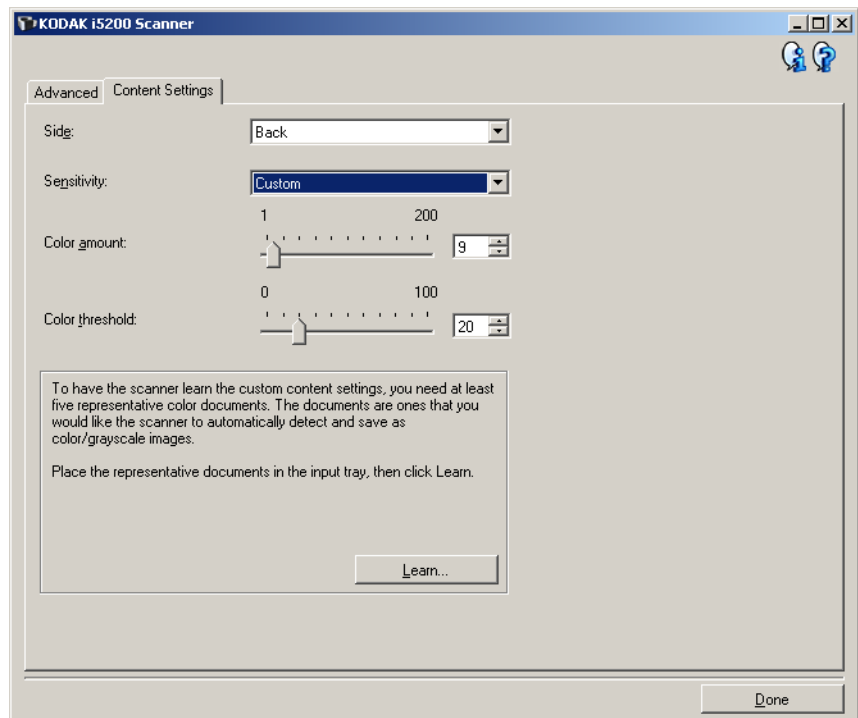 KODAK i5200 Scanner
Advanced
Content Settings
Side:
Back
Sensitivity:
Custom
1 200
Color amount:
9
0 100
Color threshold:
20
To have the scanner learn the custom content settings, you need at least
five representative color documents. The documents are ones that you
would like the scanner to automatically detect and save as
color/grayscale images.
Place the representative documents in the input tray, then click Learn.
Learn...
Done